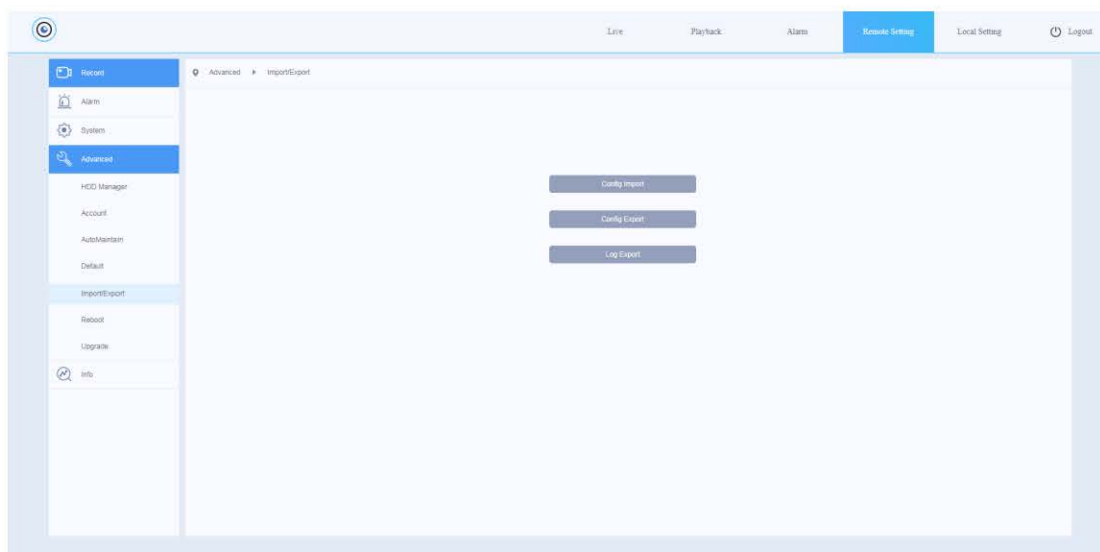 Live Playback Alarm Remote Setting Local Setting Logout
Record
Advanced Import/Export
Alarm
System
Advanced
HDD Manager
Account
AutoMaintain
Default
Import/Export
Reboot
Upgrade
Info
Config Import
Config Export
Log Export